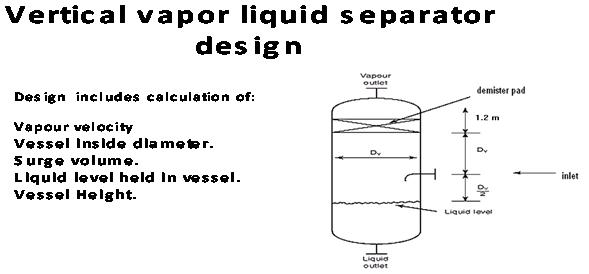 Vertical vapor liquid separator
design
Design includes calculation of:
Vapour velocity
Vessel inside diameter.
Surge volume.
Liquid level held in vessel.
Vessel Height.
Vapour
outlet
demister pad
1.2 m
Dv
Dv
inlet
Dv
2
Liquid level
Liquid
outlet